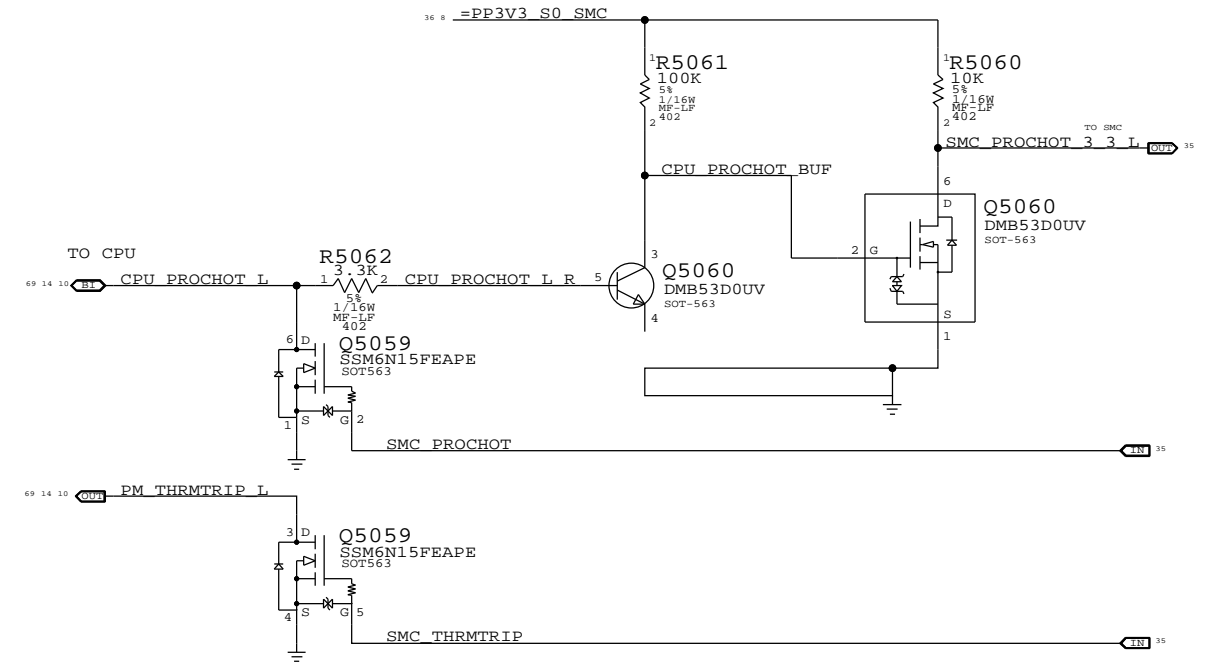 36 8 =PP3V3_S0_SMC
1 R5061
100K
5%
1/16W
MF-LF
402
2
1 R5060
10K
5%
1/16W
MF-LF
402
2
TO SMC
SMC_PROCHOT_3_3_L OUT 35
CPU_PROCHOT_BUF
6
D
Q5060
DMB53D0UV
SOT-563
2 G
S
1
TO CPU
69 14 10 BI CPU_PROCHOT_L
R5062
3.3K
1 2
5%
1/16W
MF-LF
402
CPU_PROCHOT_L_R 5
3
Q5060
DMB53D0UV
SOT-563
4
6 D
Q5059
SSM6N15FEAPE
SOT563
1 S G 2
SMC_PROCHOT IN 35
69 14 10 OUT PM_THRMTRIP_L
3 D
Q5059
SSM6N15FEAPE
SOT563
4 S G 5
SMC_THRMTRIP IN 35